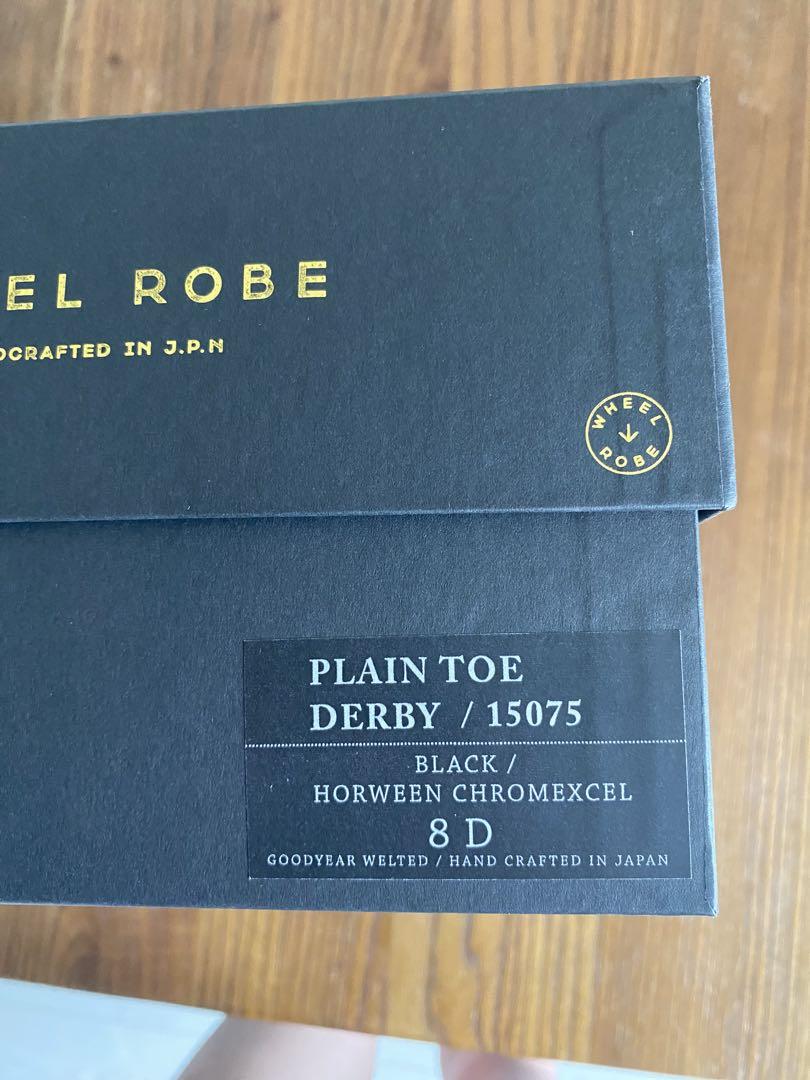 EL ROBE
DCRAFTED IN J.P.N
WHEEL
ROBE
PLAIN TOE
DERBY / 15075
BLACK /
HORWEEN CHROMEXCEL
8 D
GOODYEAR WELTED / HAND CRAFTED IN JAPAN